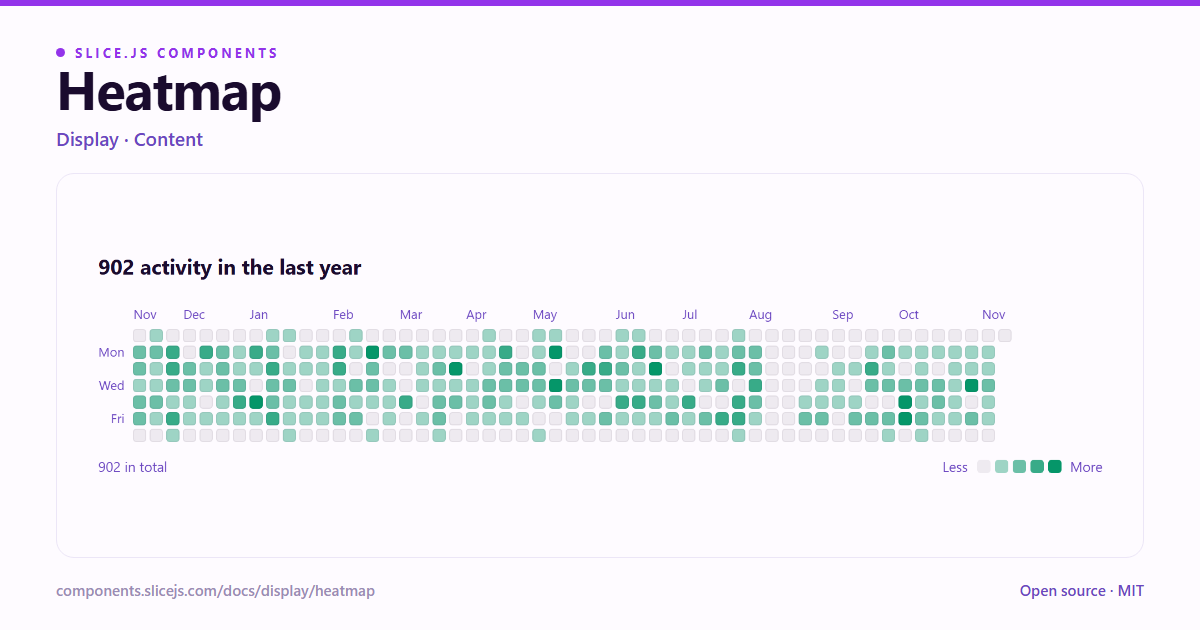 SLICE.JS COMPONENTS
Heatmap
Display · Content
902 activity in the last year
Nov Dec Jan Feb Mar Apr May Jun Jul Aug Sep Oct Nov
Mon
Wed
Fri
902 in total
Less More
components.slicejs.com/docs/display/heatmap
Open source · MIT